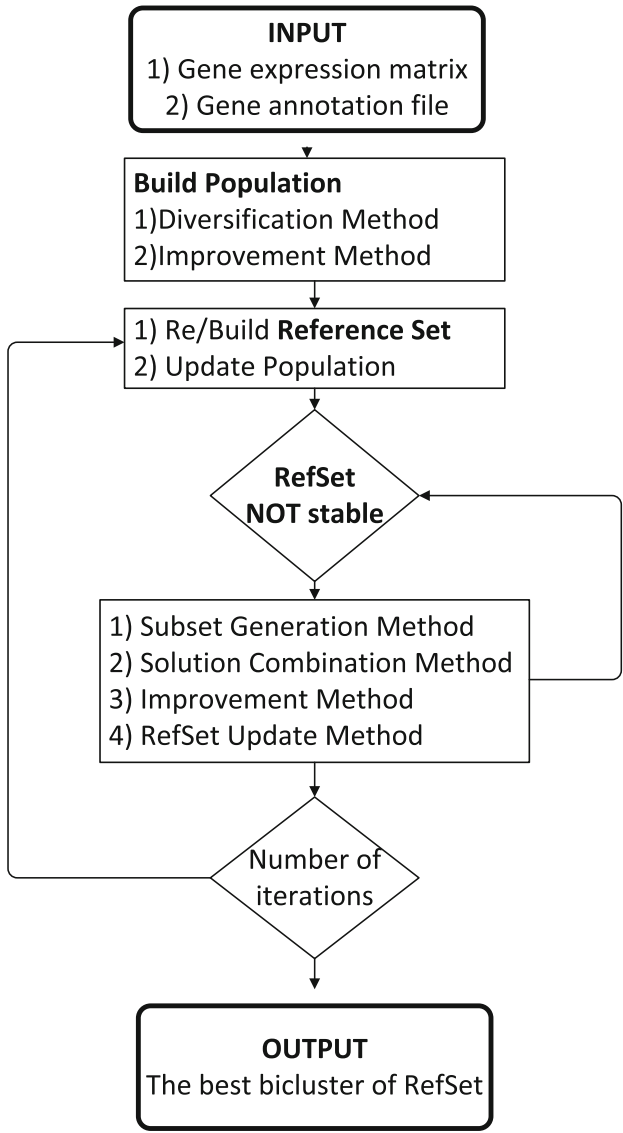 INPUT
1) Gene expression matrix
2) Gene annotation file
Build Population
1)Diversification Method
2)Improvement Method
1) Re/Build Reference Set
2) Update Population
RefSet
NOT stable
1) Subset Generation Method
2) Solution Combination Method
3) Improvement Method
4) RefSet Update Method
Number of
iterations
OUTPUT
The best bicluster of RefSet